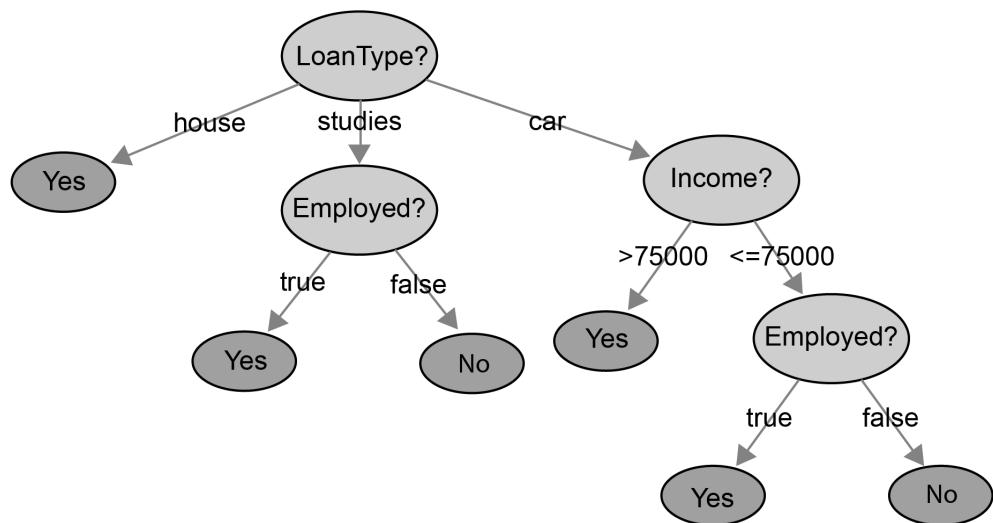 LoanType?
house
studies
car
Yes
Employed?
Income?
true
false
>75000
<=75000
Yes
No
Yes
Employed?
true
false
Yes
No